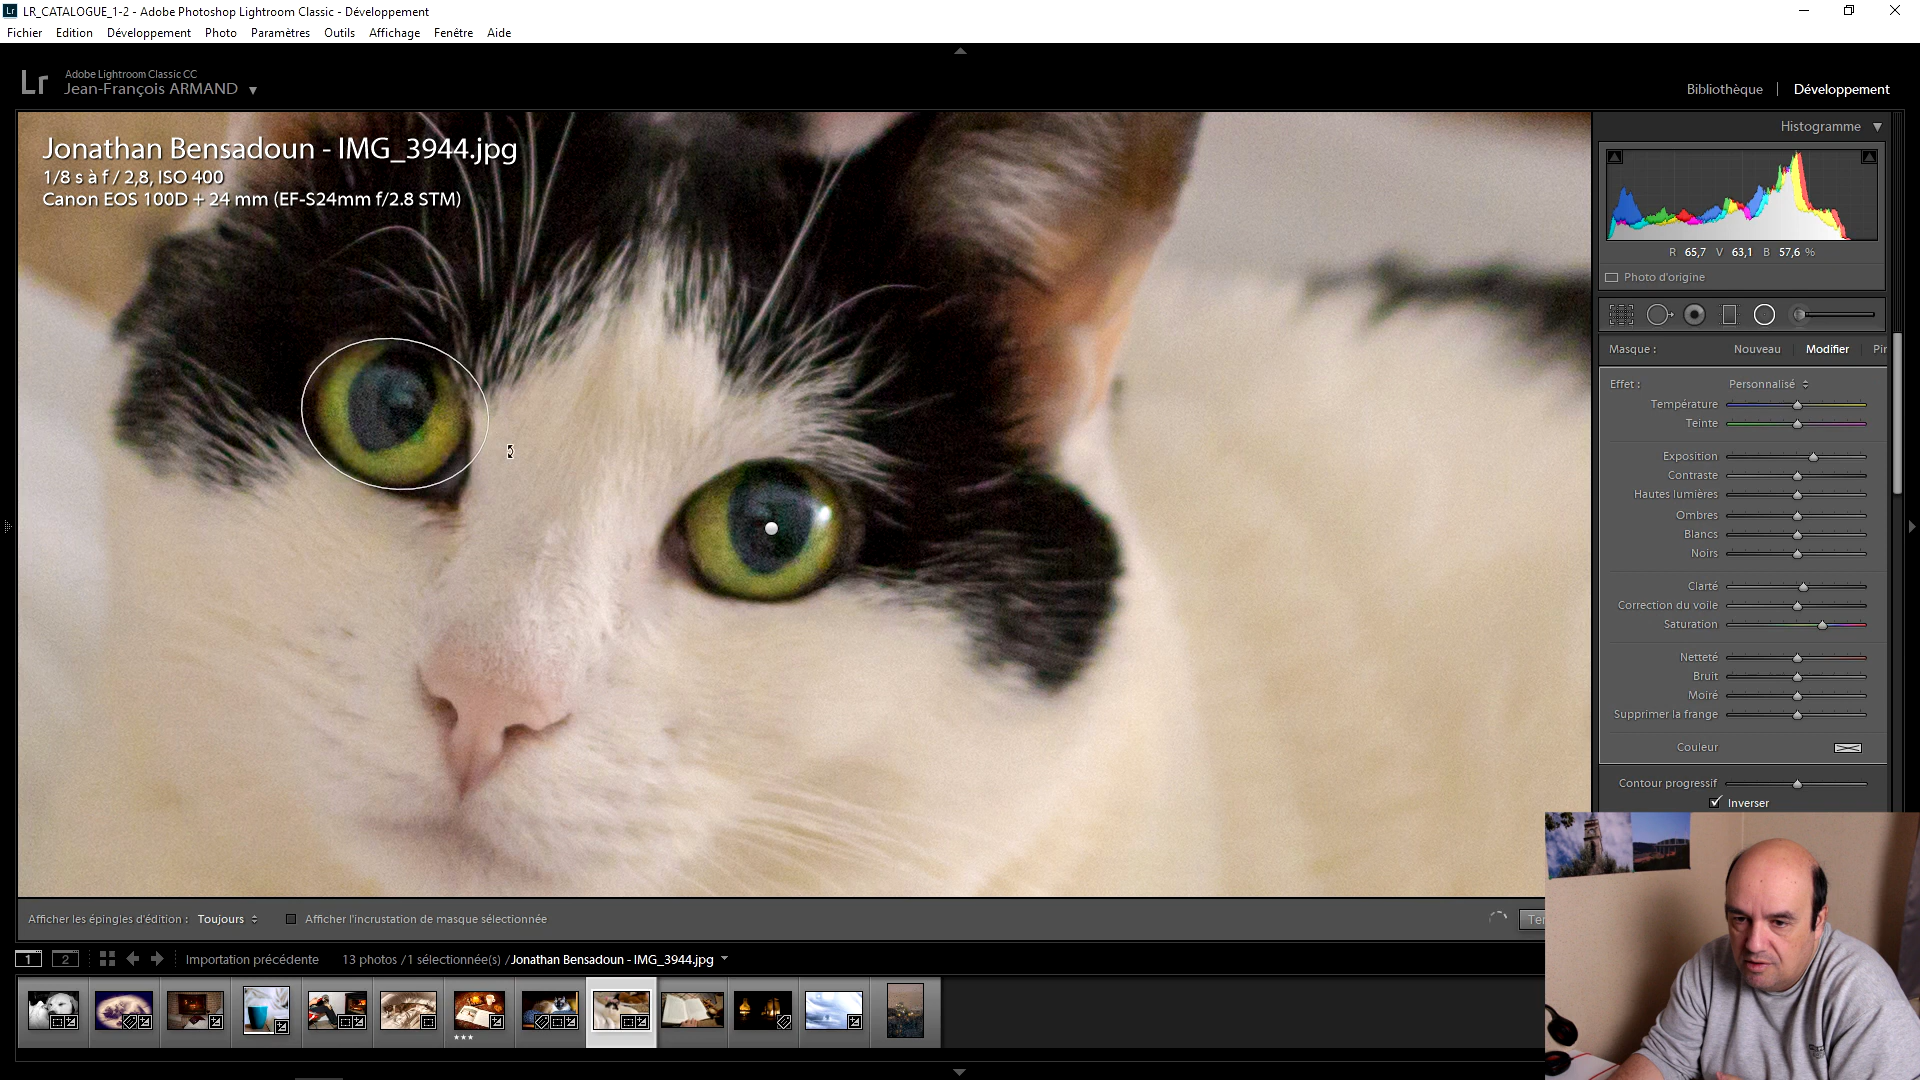 LR_CATALOGUE_1-2 - Adobe Photoshop Lightroom Classic - Développement
Fichier Edition Développement Photo Paramètres Outils Affichage Fenêtre Aide
Lr
Adobe Lightroom Classic CC
Jean-François ARMAND
Bibliothèque | Développement
Jonathan Bensadoun - IMG_3944.jpg
1/8 s à f / 2,8, ISO 400
Canon EOS 100D + 24 mm (EF-S24mm f/2.8 STM)
Histogramme
R 65,7 V 63,1 B 57,6 %
Photo d'origine
Masque : Nouveau Modifier Pin
Effet : Personnalisé
Température
Teinte
Exposition
Contraste
Hautes lumières
Ombres
Blancs
Noirs
Clarté
Correction du voile
Saturation
Netteté
Bruit
Moiré
Supprimer la frange
Couleur
Contour progressif
Inverser
Afficher les épingles d'édition : Toujours Afficher l'incrustation de masque sélectionnée Ter
1 2 Importation précédente 13 photos /1 sélectionnée(s) /Jonathan Bensadoun - IMG_3944.jpg